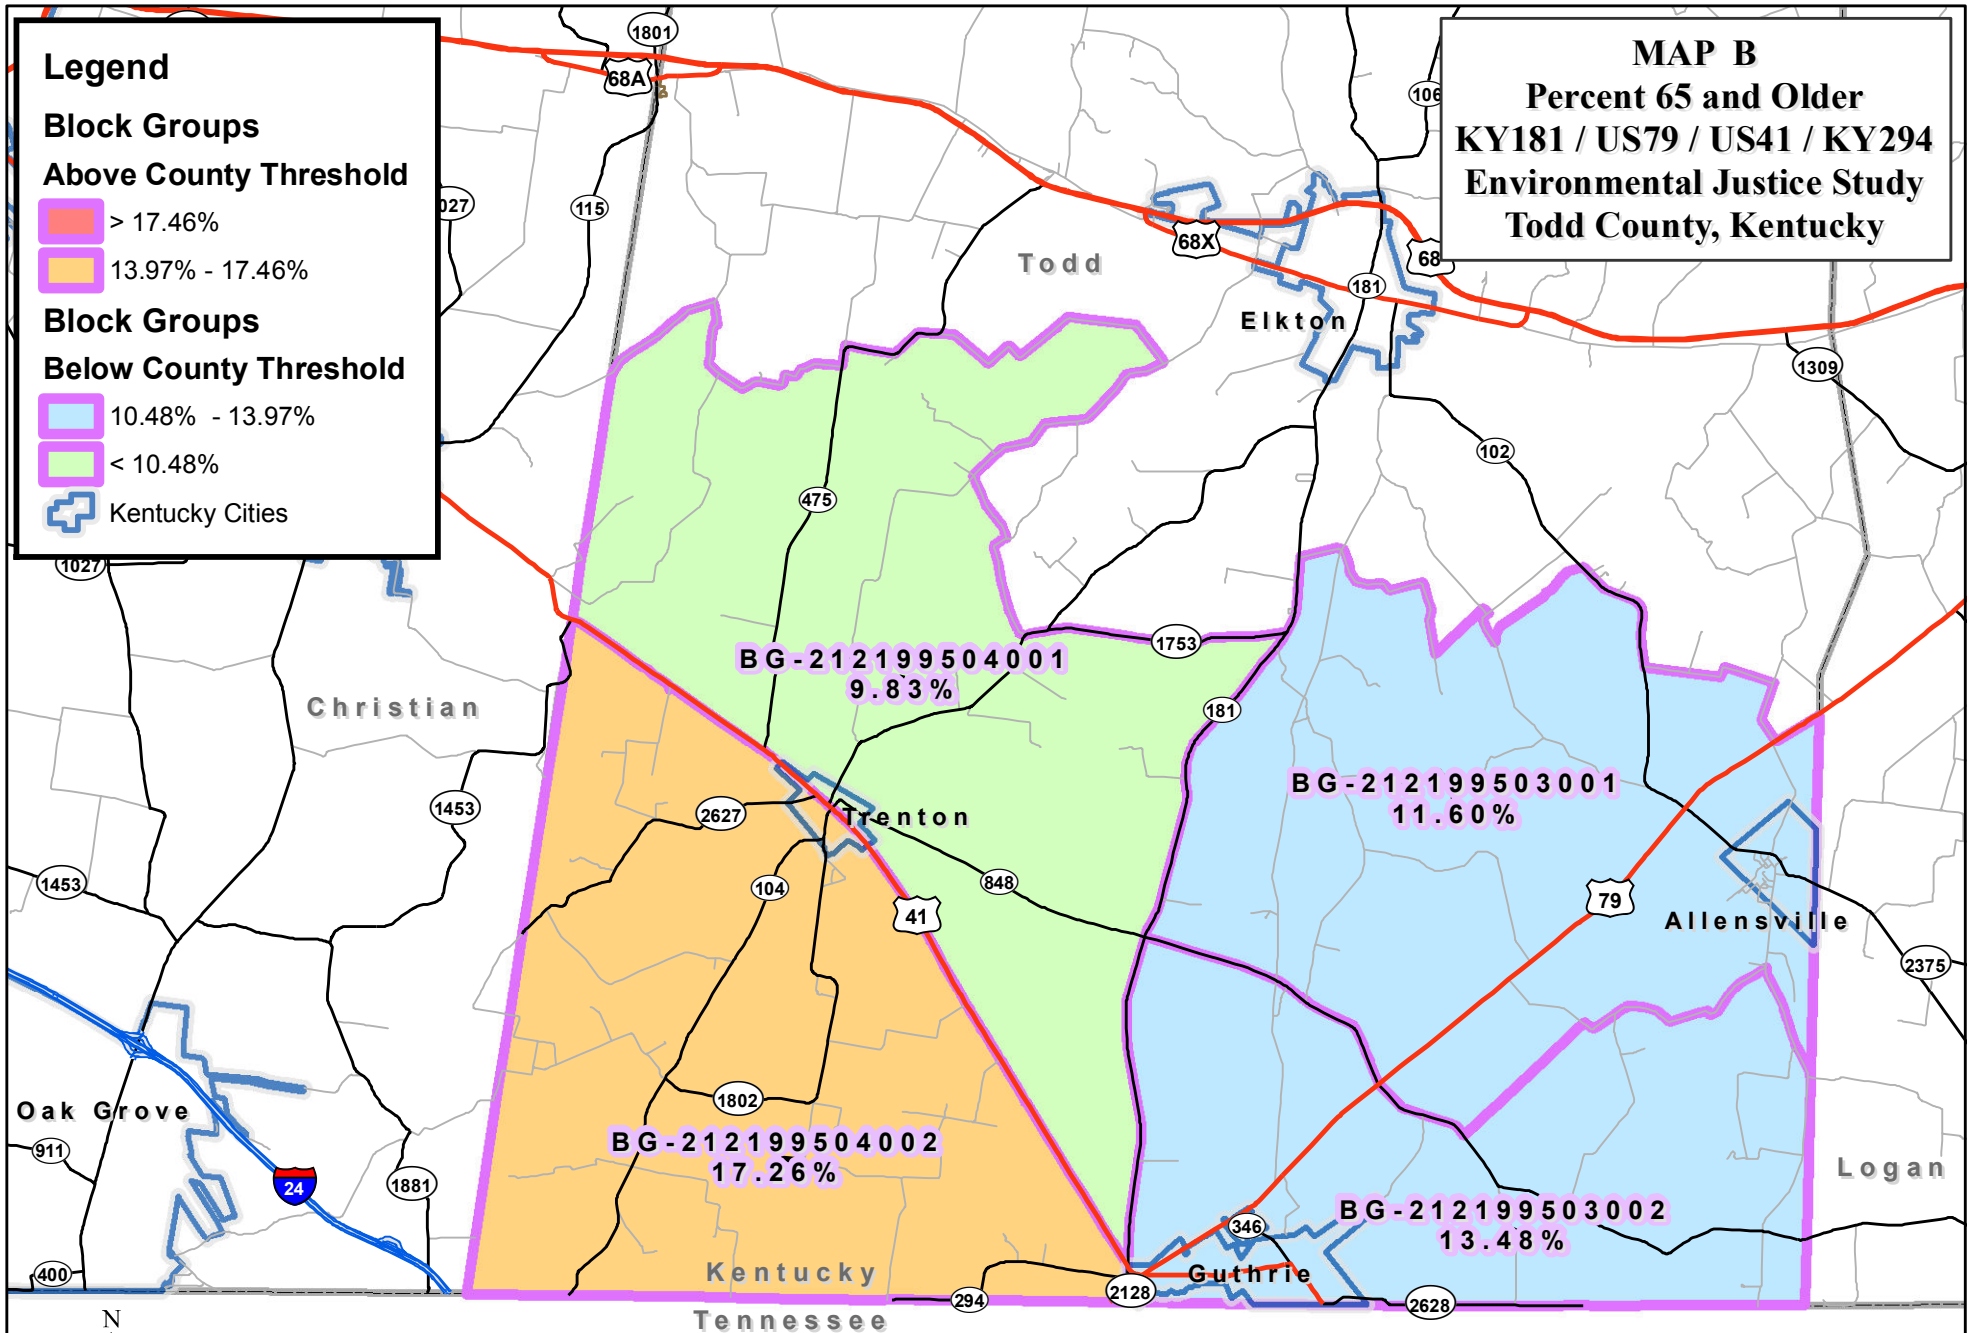 Legend
Block Groups
Above County Threshold
> 17.46%
13.97% - 17.46%
Block Groups
Below County Threshold
10.48% - 13.97%
< 10.48%
Kentucky Cities
MAP B
Percent 65 and Older
KY181 / US79 / US41 / KY294
Environmental Justice Study
Todd County, Kentucky
1801
68A
106
027
115
68X
68
Todd
181
Elkton
1309
102
475
1027
1753
BG-212199504001
9.83%
Christian
181
BG-212199503001
11.60%
1453
2627
Trenton
1453
104
848
41
79
Allensville
2375
1802
Oak Grove
911
BG-212199504002
17.26%
24
1881
Logan
BG-212199503002
13.48%
346
400
Kentucky
Guthrie
294
2128
2628
N
Tennessee